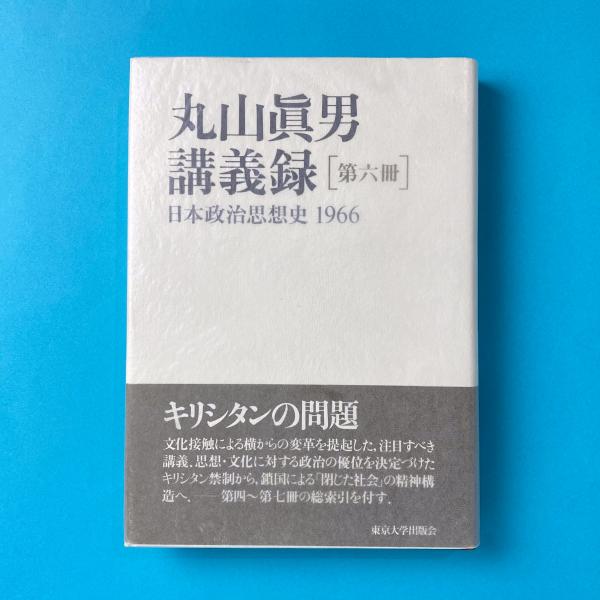 丸山眞男
講義録[第六冊]
日本政治思想史 1966
キリシタンの問題
文化接触による横からの変革を提起した,注目すべき
講義.思想・文化に対する政治の優位を決定づけた
キリシタン禁制から,鎖国による「閉じた社会」の精神構
造へ.——第四〜第七冊の総索引を付す.
東京大学出版会